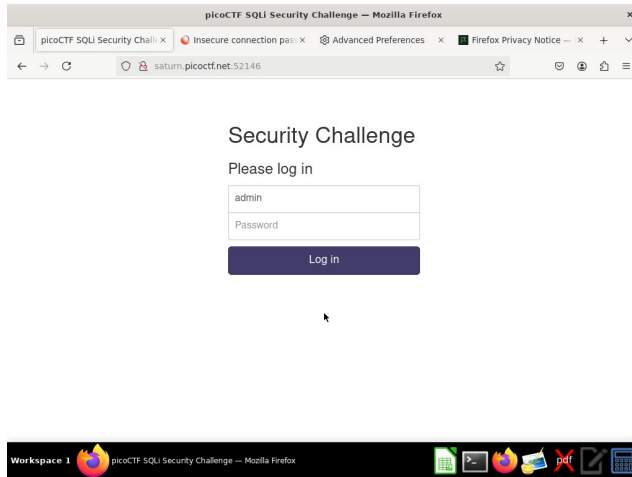 picoCTF SQLi Security Challenge — Mozilla Firefox
picoCTF SQLi Security Chall
Insecure connection pas
Advanced Preferences
Firefox Privacy Notice —
saturn.picoctf.net:52146
Security Challenge
Please log in
admin
Password
Log in
Workspace 1
picoCTF SQLi Security Challenge — Mozilla Firefox
pdf